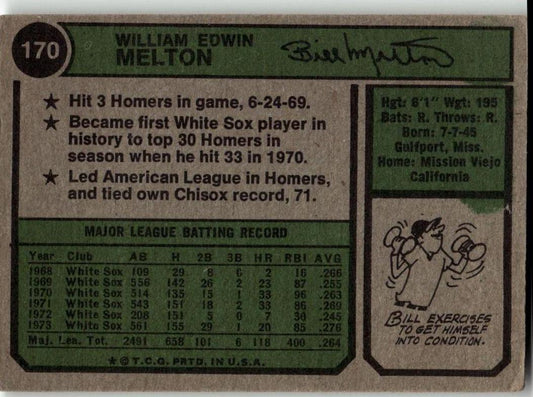 170
WILLIAM EDWIN
MELTON
Bill Melton
★ Hit 3 Homers in game, 6-24-69.
★ Became first White Sox player in
history to top 30 Homers in
season when he hit 33 in 1970.
★ Led American League in Homers,
and tied own Chisox record, 71.
Hgt: 6'1" Wgt: 195
Bats: R. Throws: R.
Born: 7-7-45
Gulfport, Miss.
Home: Mission Viejo
California
MAJOR LEAGUE BATTING RECORD
Year Club AB H 2B 3B HR RBI AVG
1968 White Sox 109 29 8 0 2 16 .266
1969 White Sox 556 142 26 2 23 87 .255
1970 White Sox 514 135 15 1 33 96 .263
1971 White Sox 543 151 18 2 33 86 .269
1972 White Sox 208 151 5 0 7 30 .245
1973 White Sox 561 155 29 1 20 85 .276
Maj. Lea. Tot. 2491 658 101 6 118 400 .264
★ © T.C.G. PRTD. IN U.S.A.
BILL EXERCISES
TO GET HIMSELF
INTO CONDITION.